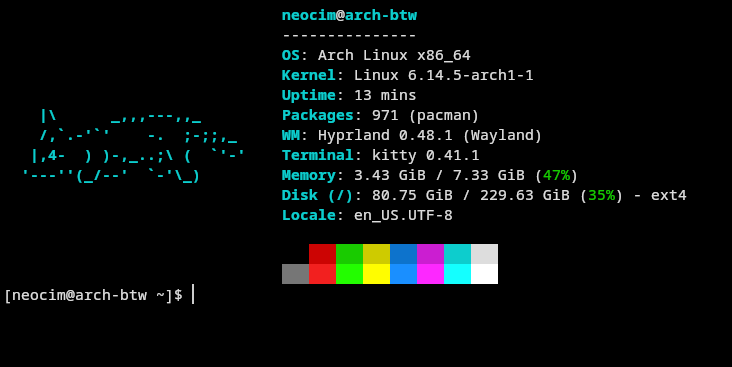 neocim@arch-btw
---------------
OS: Arch Linux x86_64
Kernel: Linux 6.14.5-arch1-1
Uptime: 13 mins
Packages: 971 (pacman)
WM: Hyprland 0.48.1 (Wayland)
Terminal: kitty 0.41.1
Memory: 3.43 GiB / 7.33 GiB (47%)
Disk (/): 80.75 GiB / 229.63 GiB (35%) - ext4
Locale: en_US.UTF-8
[neocim@arch-btw ~]$